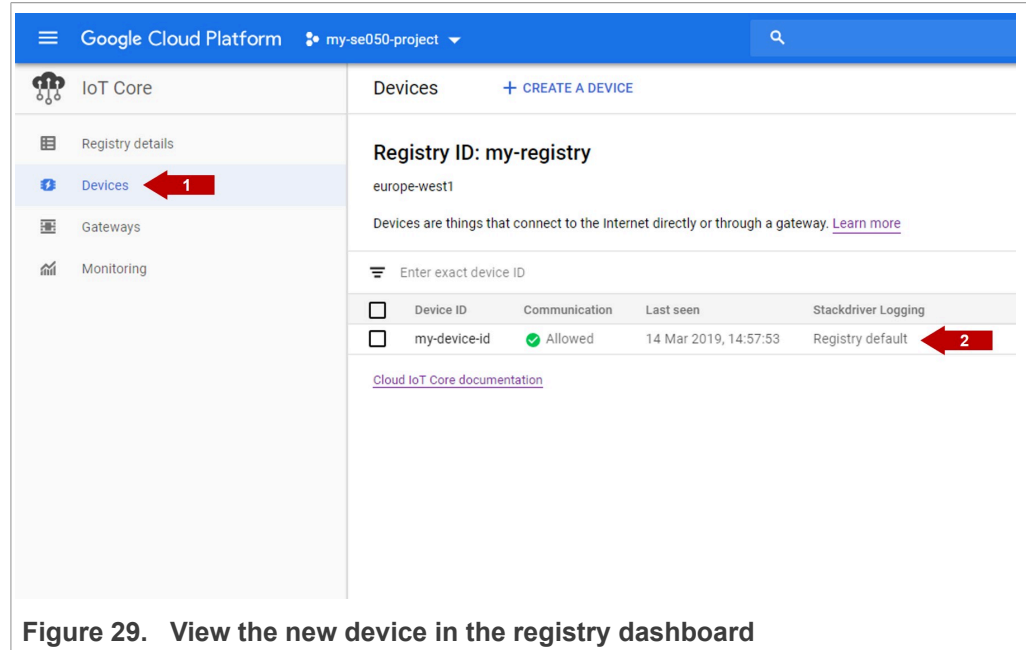 Google Cloud Platform my-se050-project
IoT Core
Devices + CREATE A DEVICE
Registry details
Devices 1
Gateways
Monitoring
Registry ID: my-registry
europe-west1
Devices are things that connect to the Internet directly or through a gateway. Learn more
Enter exact device ID
Device ID Communication Last seen Stackdriver Logging
my-device-id Allowed 14 Mar 2019, 14:57:53 Registry default 2
Cloud IoT Core documentation
Figure 29. View the new device in the registry dashboard